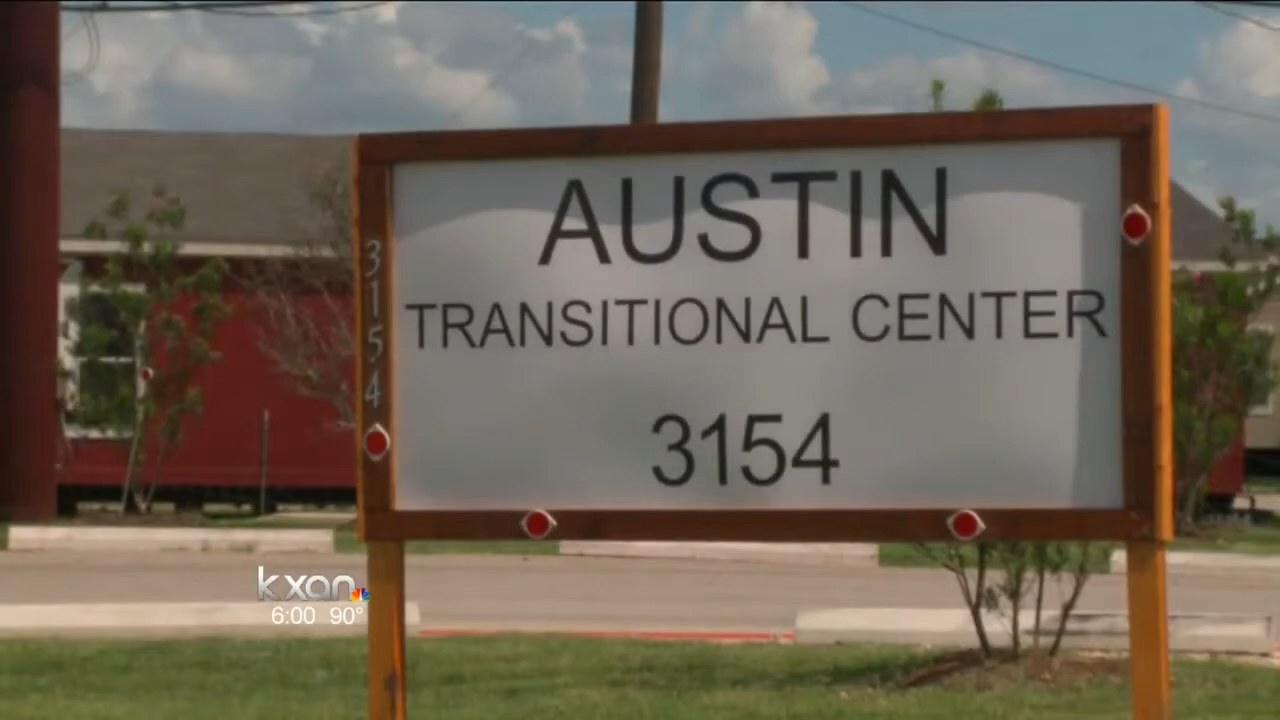 AUSTIN
TRANSITIONAL CENTER
3154
3154
kxan
6:00 90°